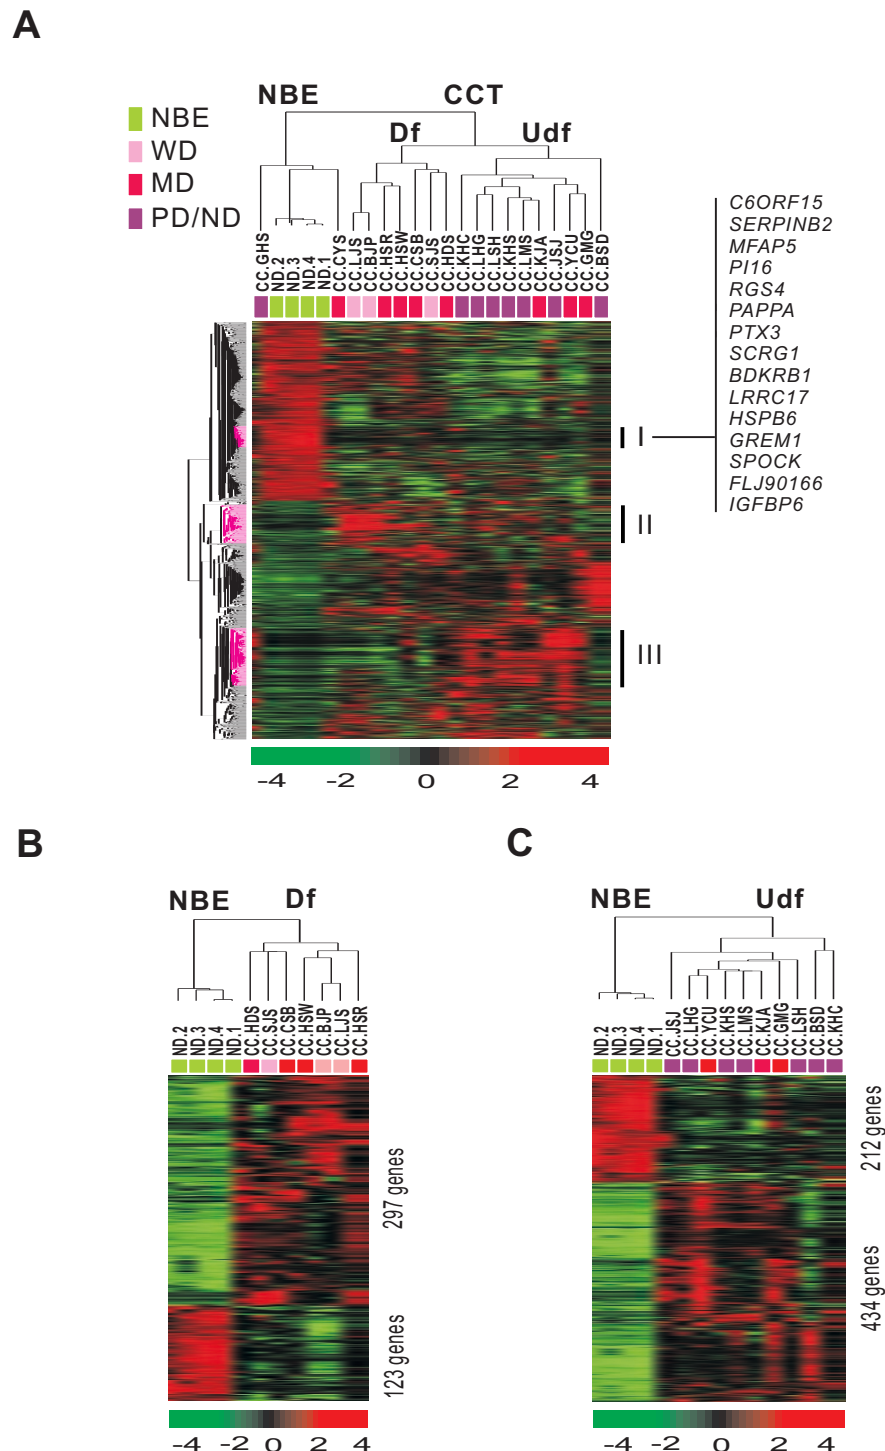 A
NBE CCT
Df Udf
NBE
WD
MD
PD/ND
CC.GHS
ND.2
ND.3
ND.4
ND.1
CC.CYS
CC.LJS
CC.BJP
CC.HSR
CC.HSW
CC.CSB
CC.SJS
CC.HDS
CC.KHC
CC.LHG
CC.LSH
CC.KHS
CC.LMS
CC.KJA
CC.JSJ
CC.YCU
CC.GMG
CC.BSD
C6ORF15
SERPINB2
MFAP5
PI16
RGS4
PAPPA
PTX3
SCRG1
BDKRB1
LRRC17
HSPB6
GREM1
SPOCK
FLJ90166
IGFBP6
I
II
III
-4 -2 0 2 4
B
NBE Df
ND.2
ND.3
ND.4
ND.1
CC.HDS
CC.SJS
CC.CSB
CC.HSW
CC.BJP
CC.LJS
CC.HSR
297 genes
123 genes
-4 -2 0 2 4
C
NBE Udf
ND.2
ND.3
ND.4
ND.1
CC.JSJ
CC.LHG
CC.YCU
CC.KHS
CC.LMS
CC.KJA
CC.GMG
CC.LSH
CC.BSD
CC.KHC
212 genes
434 genes
-4 -2 0 2 4